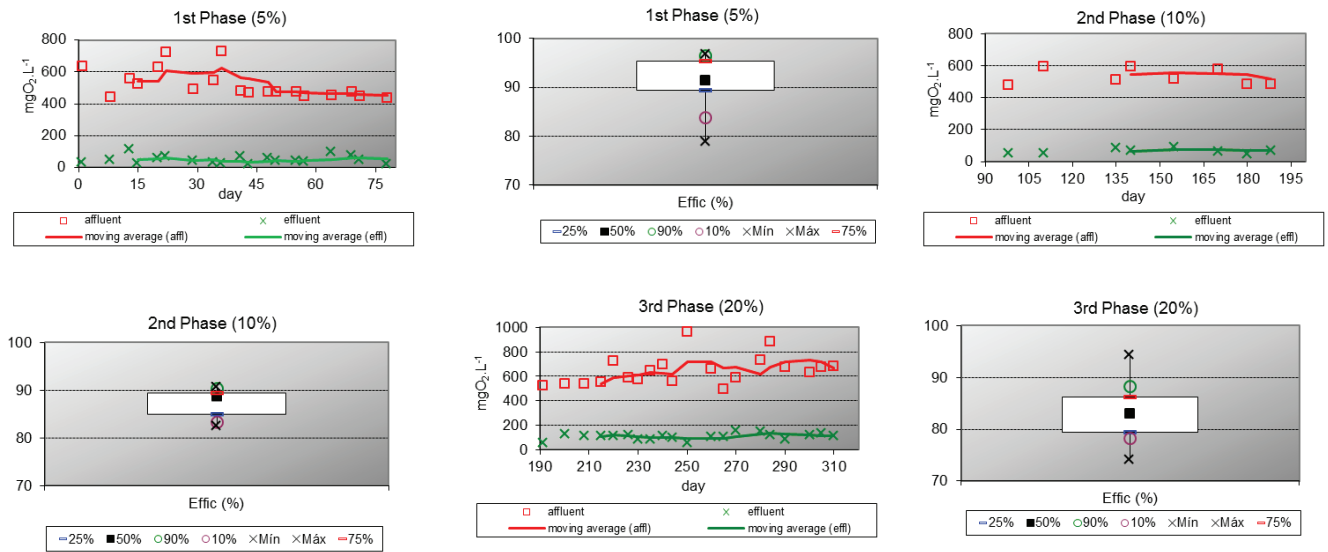 1st Phase (5%)
800
600
400
200
0
mgO₂.L⁻¹
0 15 30 45 60 75
day
affluent effluent
moving average (affl) moving average (effl)
1st Phase (5%)
100
90
80
70
Effic (%)
25% 50% 90% 10% Mín Máx 75%
2nd Phase (10%)
800
600
400
200
0
mgO₂.L⁻¹
90 105 120 135 150 165 180 195
day
affluent effluent
moving average (affl) moving average (effl)
2nd Phase (10%)
100
90
80
70
Effic (%)
25% 50% 90% 10% Mín Máx 75%
3rd Phase (20%)
1000
800
600
400
200
0
mgO₂.L⁻¹
190 210 230 250 270 290 310
day
affluent effluent
moving average (affl) moving average (effl)
3rd Phase (20%)
100
90
80
70
Effic (%)
25% 50% 90% 10% Mín Máx 75%